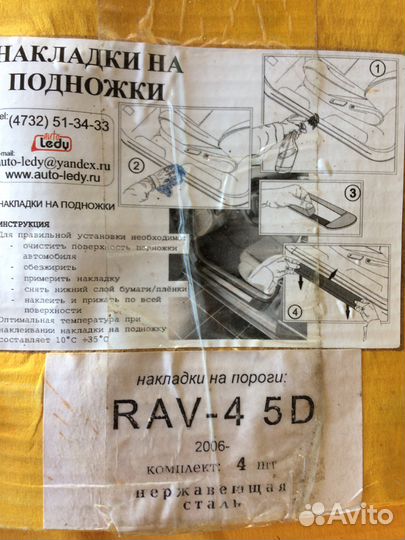 НАКЛАДКИ НА
ПОДНОЖКИ
tel: (4732) 51-34-33
auto
Ledy
e-mail:
auto-ledy@yandex.ru
www.auto-ledy.ru
НАКЛАДКИ НА ПОДНОЖКИ
ИНСТРУКЦИЯ
Для правильной установки необходимо:
- очистить поверхность подножки
автомобиля
- обезжирить
- примерить накладку
- снять нижний слой бумаги/плёнки
- наклеить и прижать по всей
поверхности
Оптимальная температура при
наклеивании накладки на подножку
составляет 10°С +35°С
1
2
3
4
накладки на пороги:
RAV-4 5D
2006-
комплект: 4 шт
нержавеющая
сталь
Avito